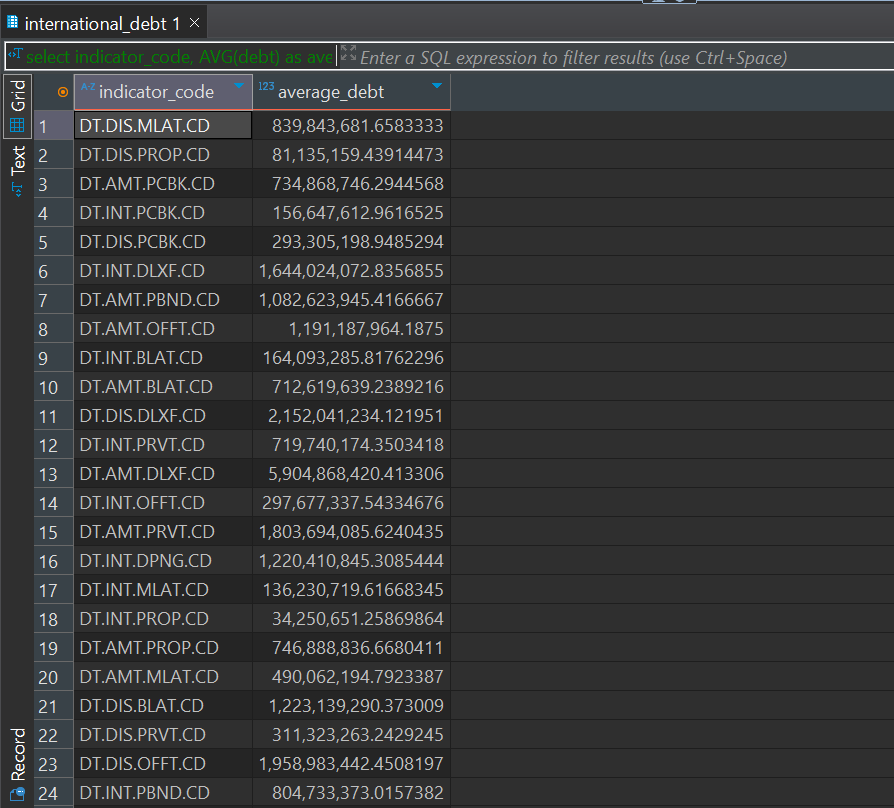 international_debt 1
select indicator_code, AVG(debt) as ave
Enter a SQL expression to filter results (use Ctrl+Space)
Grid
Text
Record
A-Z indicator_code 123 average_debt
1 DT.DIS.MLAT.CD 839,843,681.6583333
2 DT.DIS.PROP.CD 81,135,159.43914473
3 DT.AMT.PCBK.CD 734,868,746.2944568
4 DT.INT.PCBK.CD 156,647,612.9616525
5 DT.DIS.PCBK.CD 293,305,198.9485294
6 DT.INT.DLXF.CD 1,644,024,072.8356855
7 DT.AMT.PBND.CD 1,082,623,945.4166667
8 DT.AMT.OFFT.CD 1,191,187,964.1875
9 DT.INT.BLAT.CD 164,093,285.81762296
10 DT.AMT.BLAT.CD 712,619,639.2389216
11 DT.DIS.DLXF.CD 2,152,041,234.121951
12 DT.INT.PRVT.CD 719,740,174.3503418
13 DT.AMT.DLXF.CD 5,904,868,420.413306
14 DT.INT.OFFT.CD 297,677,337.54334676
15 DT.AMT.PRVT.CD 1,803,694,085.6240435
16 DT.INT.DPNG.CD 1,220,410,845.3085444
17 DT.INT.MLAT.CD 136,230,719.61668345
18 DT.INT.PROP.CD 34,250,651.25869864
19 DT.AMT.PROP.CD 746,888,836.6680411
20 DT.AMT.MLAT.CD 490,062,194.7923387
21 DT.DIS.BLAT.CD 1,223,139,290.373009
22 DT.DIS.PRVT.CD 311,323,263.2429245
23 DT.DIS.OFFT.CD 1,958,983,442.4508197
24 DT.INT.PBND.CD 804,733,373.0157382